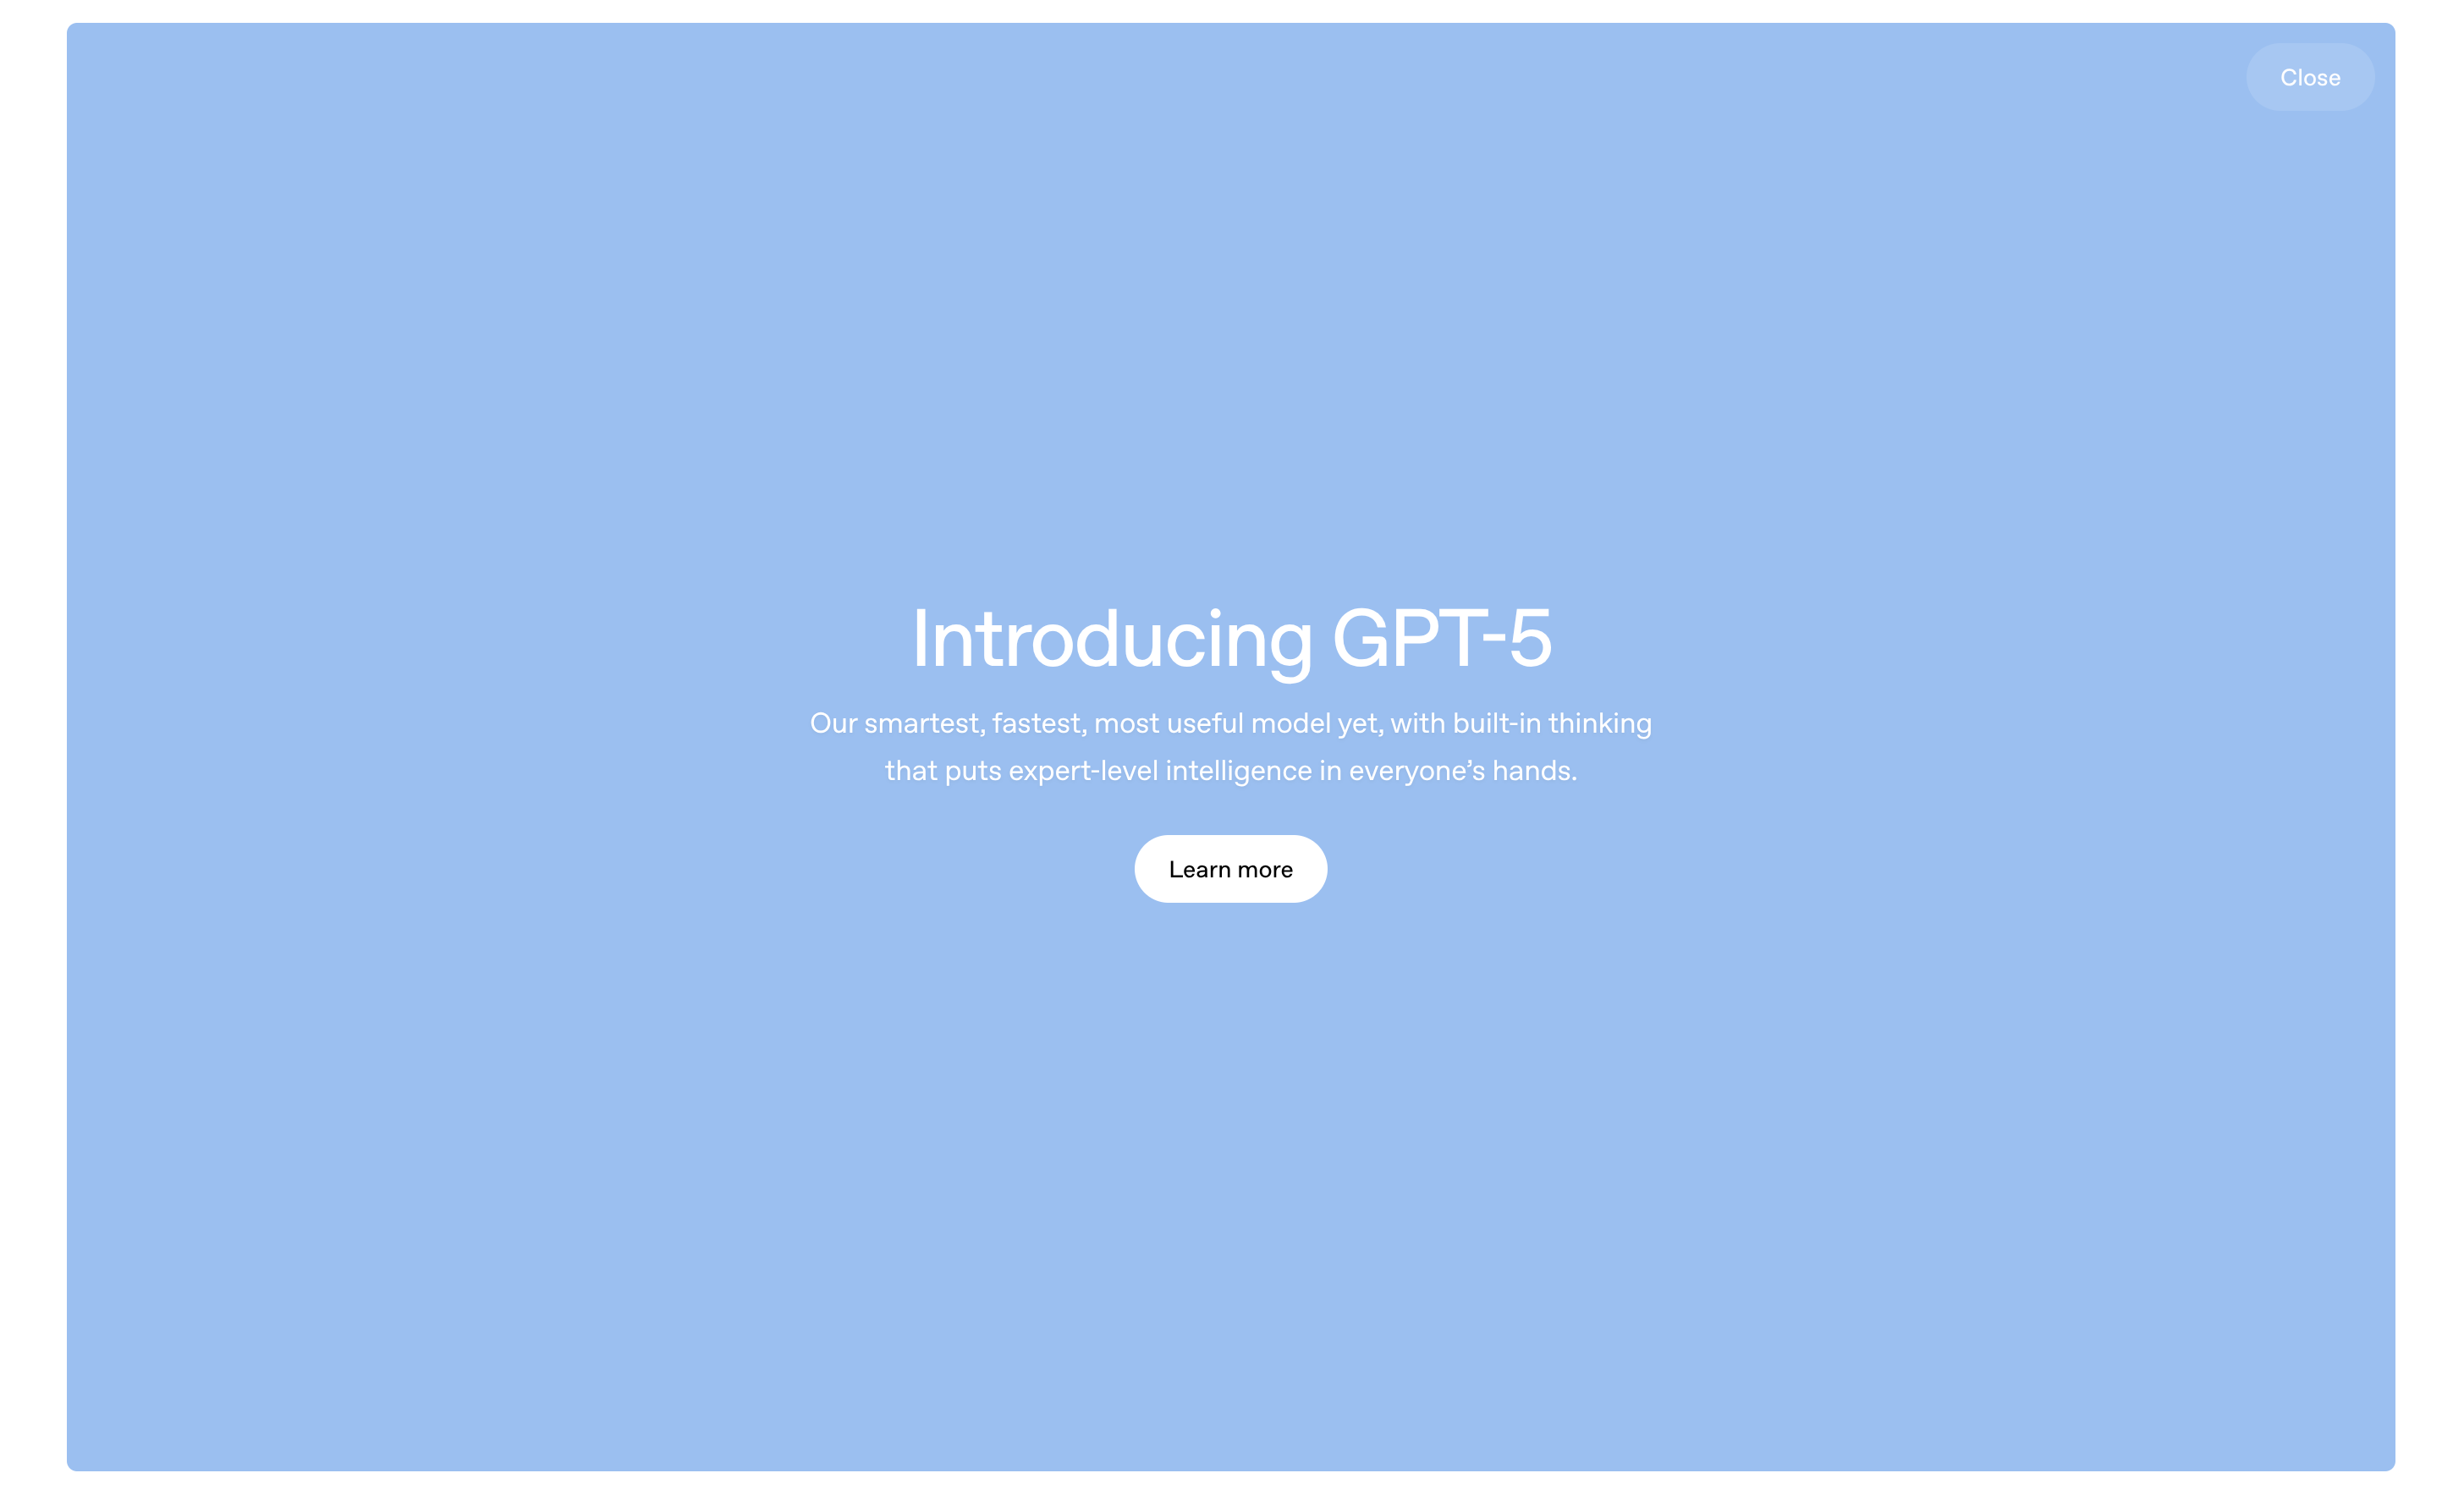 Close
Introducing GPT-5
Our smartest, fastest, most useful model yet, with built-in thinking
that puts expert-level intelligence in everyone’s hands.
Learn more